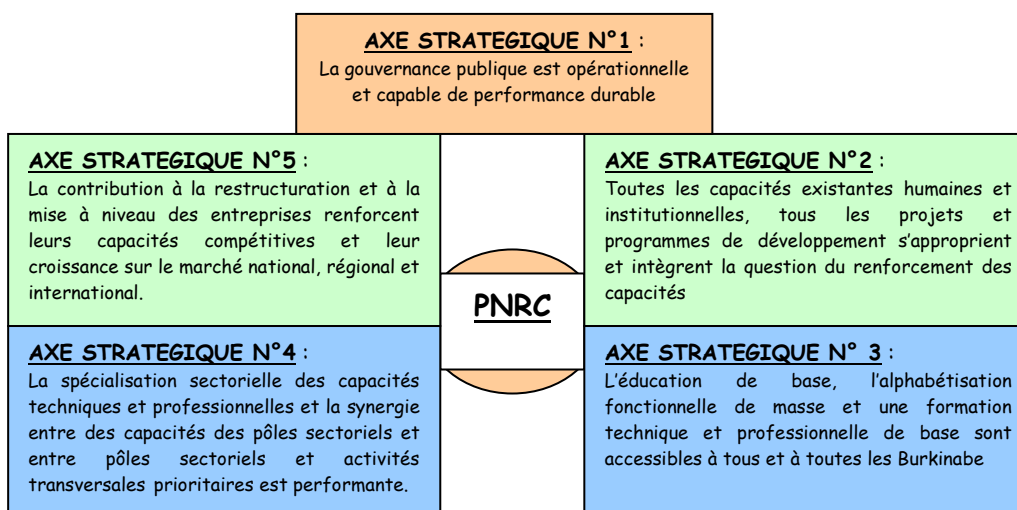 AXE STRATEGIQUE N°1 :
La gouvernance publique est opérationnelle
et capable de performance durable
AXE STRATEGIQUE N°5 :
La contribution à la restructuration et à la
mise à niveau des entreprises renforcent
leurs capacités compétitives et leur
croissance sur le marché national, régional et
international.
AXE STRATEGIQUE N°2 :
Toutes les capacités existantes humaines et
institutionnelles, tous les projets et
programmes de développement s’approprient
et intègrent la question du renforcement des
capacités
PNRC
AXE STRATEGIQUE N°4 :
La spécialisation sectorielle des capacités
techniques et professionnelles et la synergie
entre des capacités des pôles sectoriels et
entre pôles sectoriels et activités
transversales prioritaires est performante.
AXE STRATEGIQUE N° 3 :
L’éducation de base, l’alphabétisation
fonctionnelle de masse et une formation
technique et professionnelle de base sont
accessibles à tous et à toutes les Burkinabe